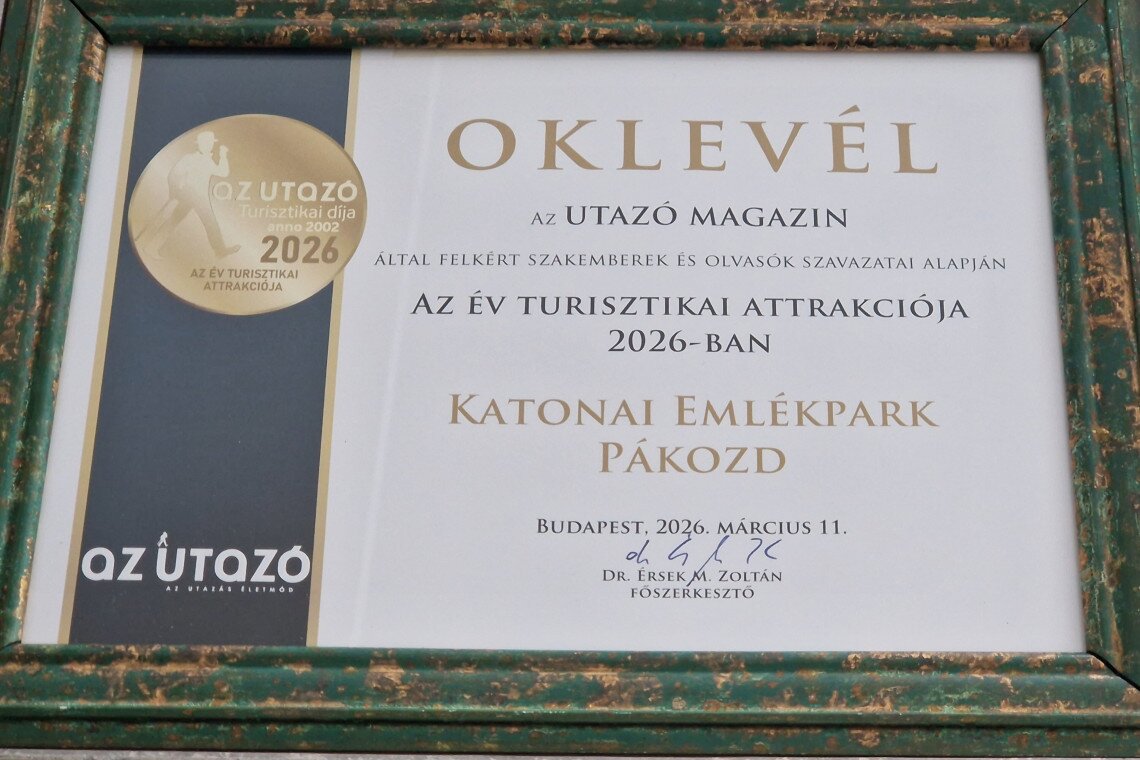 az UTAZÓ
Turisztikai díja
anno 2002
2026
AZ ÉV TURISZTIKAI
ATTRAKCIÓJA
az UTAZÓ
AZ UTAZÁS ÉLETMÓD
OKLEVÉL
AZ UTAZÓ MAGAZIN
ÁLTAL FELKÉRT SZAKEMBEREK ÉS OLVASÓK SZAVAZATAI ALAPJÁN
AZ ÉV TURISZTIKAI ATTRAKCIÓJA
2026-BAN
KATONAI EMLÉKPARK
PÁKOZD
BUDAPEST, 2026. MÁRCIUS 11.
DR. ÉRSEK M. ZOLTÁN
FŐSZERKESZTŐ